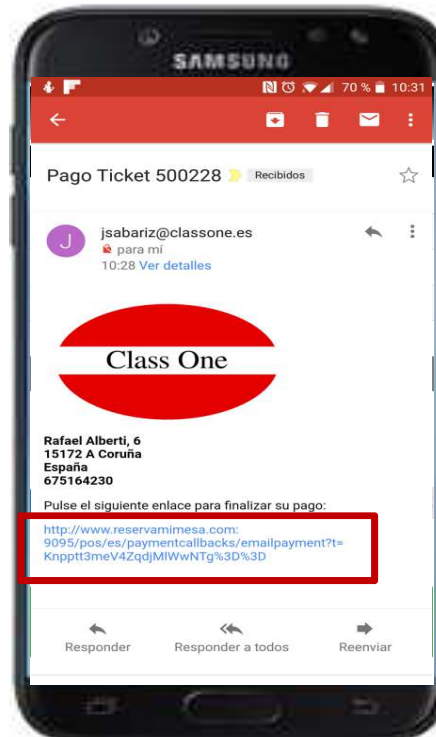 SAMSUNG
70 % 10:31
Pago Ticket 500228 Recibidos
J
jsabariz@classone.es
para mí
10:28 Ver detalles
Class One
Rafael Alberti, 6
15172 A Coruña
España
675164230
Pulse el siguiente enlace para finalizar su pago:
http://www.reservamimesa.com:
9095/pos/es/paymentcallbacks/emailpayment?t=
Knpptt3meV4ZqdjMlWwNTg%3D%3D
Responder Responder a todos Reenviar